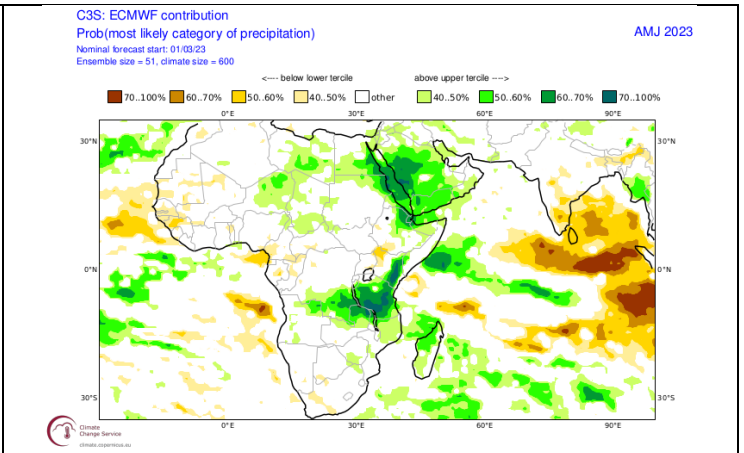 C3S: ECMWF contribution
Prob(most likely category of precipitation)
AMJ 2023
Nominal forecast start: 01/03/23
Ensemble size = 51, climate size = 600
<---- below lower tercile
above upper tercile ---->
70..100% 60..70% 50..60% 40..50% other 40..50% 50..60% 60..70% 70..100%
0°E 30°E 60°E 90°E
30°N 30°N
0°N 0°N
30°S 30°S
0°E 30°E 60°E 90°E
Climate
Change Service
climate.copernicus.eu